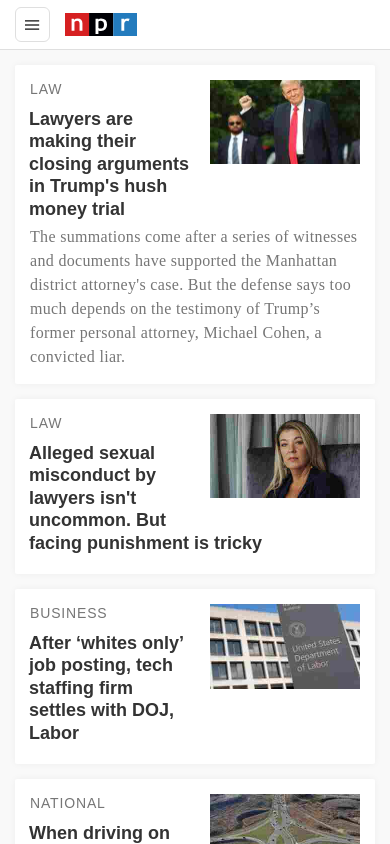 npr
LAW
Lawyers are
making their
closing arguments
in Trump's hush
money trial
The summations come after a series of witnesses
and documents have supported the Manhattan
district attorney's case. But the defense says too
much depends on the testimony of Trump’s
former personal attorney, Michael Cohen, a
convicted liar.
LAW
Alleged sexual
misconduct by
lawyers isn't
uncommon. But
facing punishment is tricky
BUSINESS
After ‘whites only’
job posting, tech
staffing firm
settles with DOJ,
Labor
United States
Department
of Labor
NATIONAL
When driving on